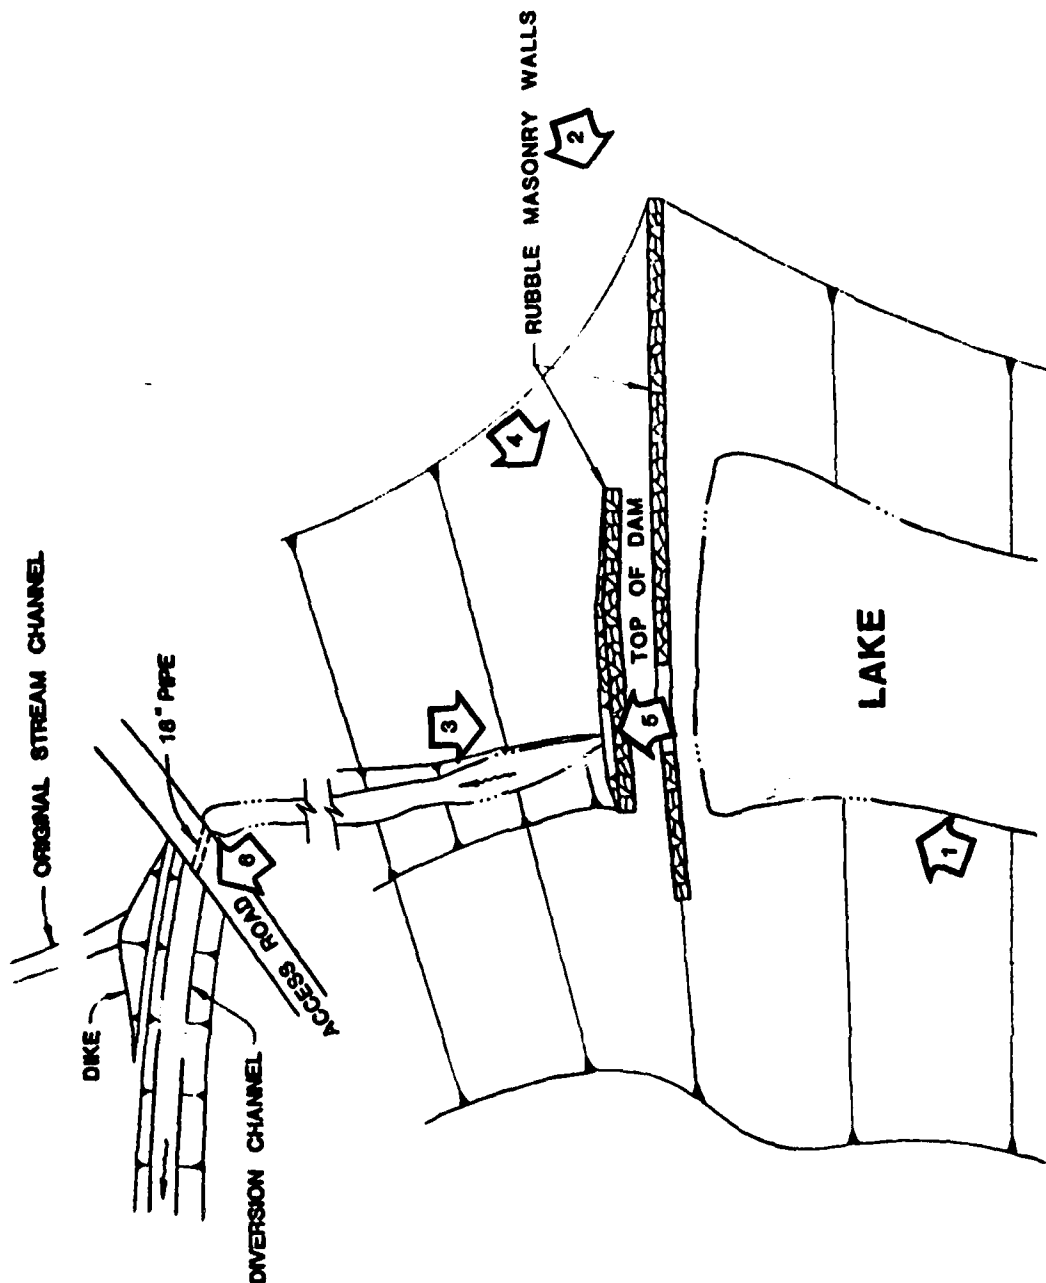 ORIGINAL STREAM CHANNEL
18" PIPE
DIKE
ACCESS ROAD
DIVERSION CHANNEL
RUBBLE MASONRY WALLS
TOP OF DAM
LAKE
1
2
3
4
5
6